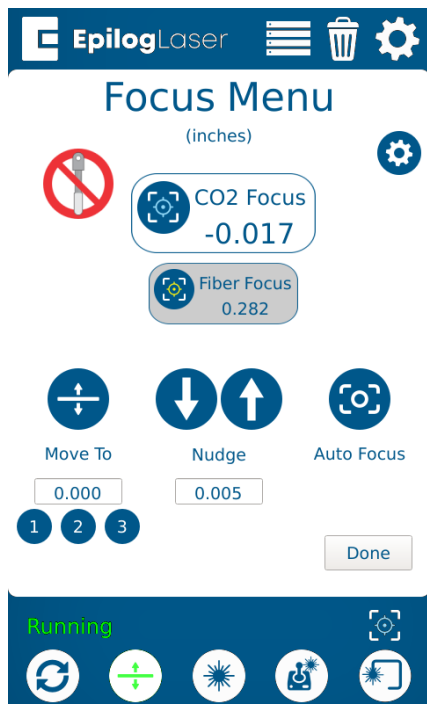 EpilogLaser
Focus Menu
(inches)
CO2 Focus
-0.017
Fiber Focus
0.282
Move To
Nudge
Auto Focus
0.000
0.005
1 2 3
Done
Running